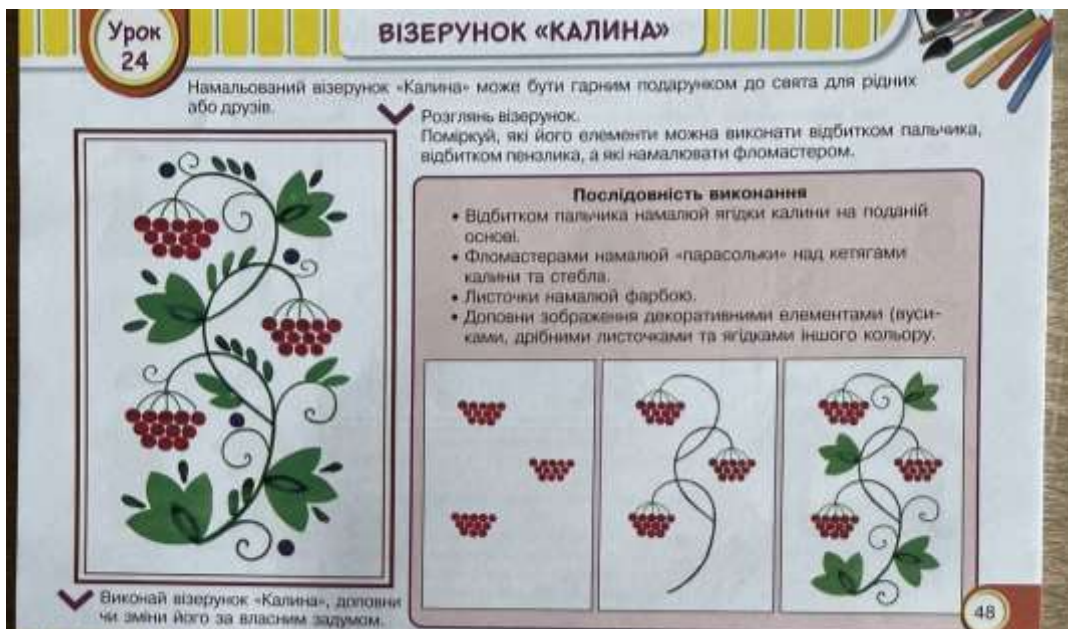 Урок
24
ВІЗЕРУНОК «КАЛИНА»
Намальований візерунок «Калина» може бути гарним подарунком до свята для рідних
або друзів.
Розглянь візерунок.
Поміркуй, які його елементи можна виконати відбитком пальчика,
відбитком пензлика, а які намалювати фломастером.
Послідовність виконання
• Відбитком пальчика намалюй ягідки калини на поданій
основі.
• Фломастерами намалюй «парасольки» над кетягами
калини та стебла.
• Листочки намалюй фарбою.
• Доповни зображення декоративними елементами (вуси-
ками, дрібними листочками та ягідками іншого кольору.
Виконай візерунок «Калина», доповни
чи зміни його за власним задумом.
48